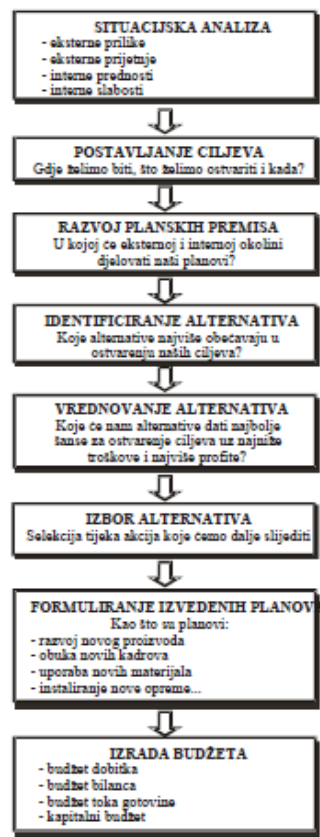 SITUACIJSKA ANALIZA
- eksterne prilike
- eksterne prijetnje
- interne prednosti
- interne slabosti
POSTAVLJANJE CILJEVA
Gdje želimo biti, što želimo ostvariti i kada?
RAZVOJ PLANSKIH PREMISA
U kojoj će eksternoj i internoj okolini
djelovati naši planovi?
IDENTIFICIRANJE ALTERNATIVA
Koje alternative najviše obećavaju u
ostvarenju naših ciljeva?
VREDNOVANJE ALTERNATIVA
Koje će nam alternative dati najbolje
šanse za ostvarenje ciljeva uz najniže
troškove i najviše profite?
IZBOR ALTERNATIVA
Selekcija tijeka akcija koje ćemo dalje slijediti
FORMULIRANJE IZVEDENIH PLANOV
Kao što su planovi:
- razvoj novog proizvoda
- obuka novih kadrova
- uporaba novih materijala
- instaliranje nove opreme...
IZRADA BUDŽETA
- budžet dobitka
- budžet bilanca
- budžet toka gotovine
- kapitalni budžet